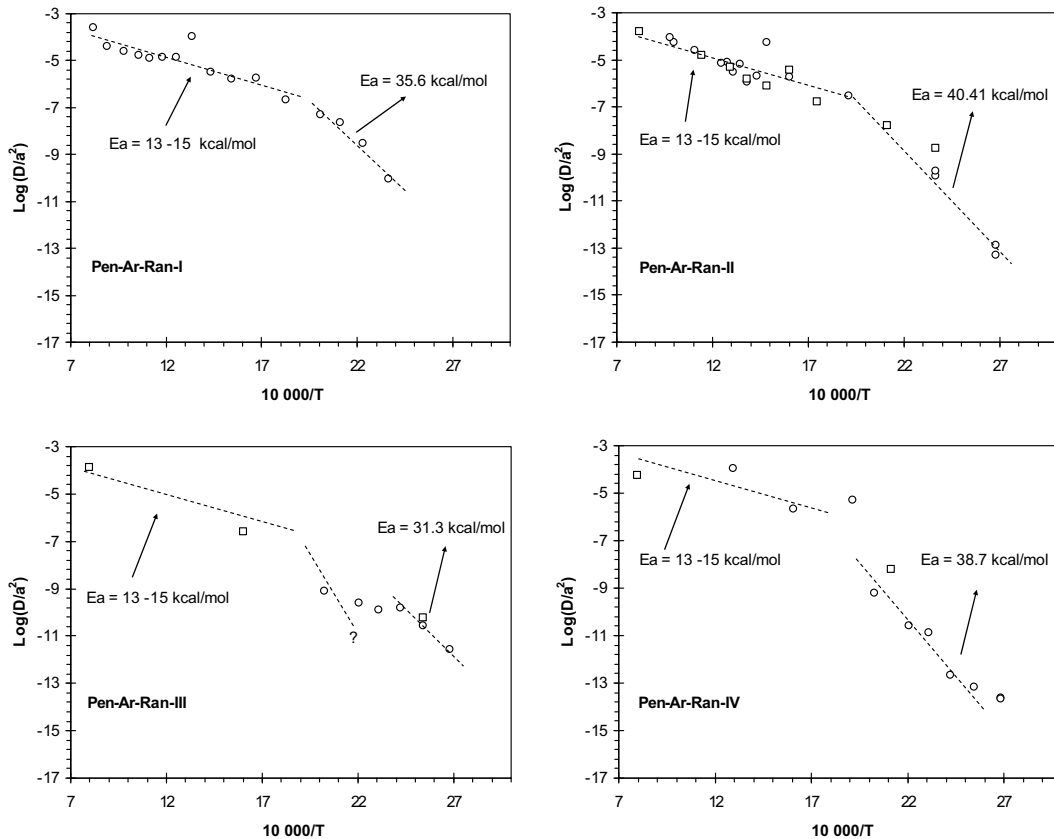 -3
-5
-7
-9
-11
-13
-15
-17
Log (D/a²)
Ea = 35.6 kcal/mol
Ea = 13 -15 kcal/mol
Pen-Ar-Ran-I
7 12 17 22 27
10 000/T
-3
-5
-7
-9
-11
-13
-15
-17
Log(D/a²)
Ea = 40.41 kcal/mol
Ea = 13 -15 kcal/mol
Pen-Ar-Ran-II
7 12 17 22 27
10 000/T
-3
-5
-7
-9
-11
-13
-15
-17
Log(D/a²)
Ea = 31.3 kcal/mol
Ea = 13 -15 kcal/mol
?
Pen-Ar-Ran-III
7 12 17 22 27
10 000/T
-3
-5
-7
-9
-11
-13
-15
-17
Log(D/a²)
Ea = 13 -15 kcal/mol
Ea = 38.7 kcal/mol
Pen-Ar-Ran-IV
7 12 17 22 27
10 000/T